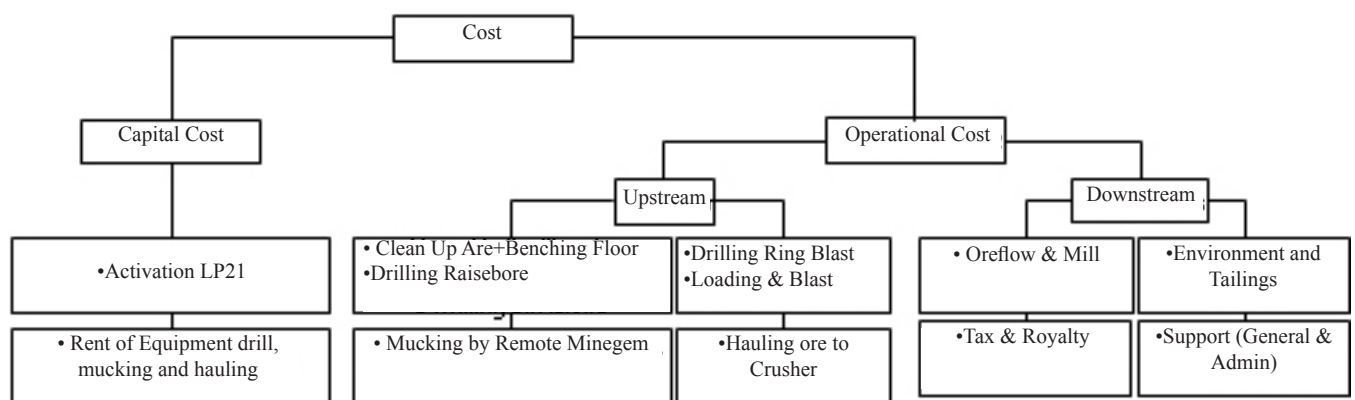 Cost
Capital Cost
Operational Cost
Upstream
Downstream
•Activation LP21
• Clean Up Are+Benching Floor
•Drilling Raisebore
•Drilling Ring Blast
•Loading & Blast
• Oreflow & Mill
•Environment and
Tailings
• Rent of Equipment drill,
mucking and hauling
• Mucking by Remote Minegem
•Hauling ore to
Crusher
•Tax & Royalty
•Support (General &
Admin)